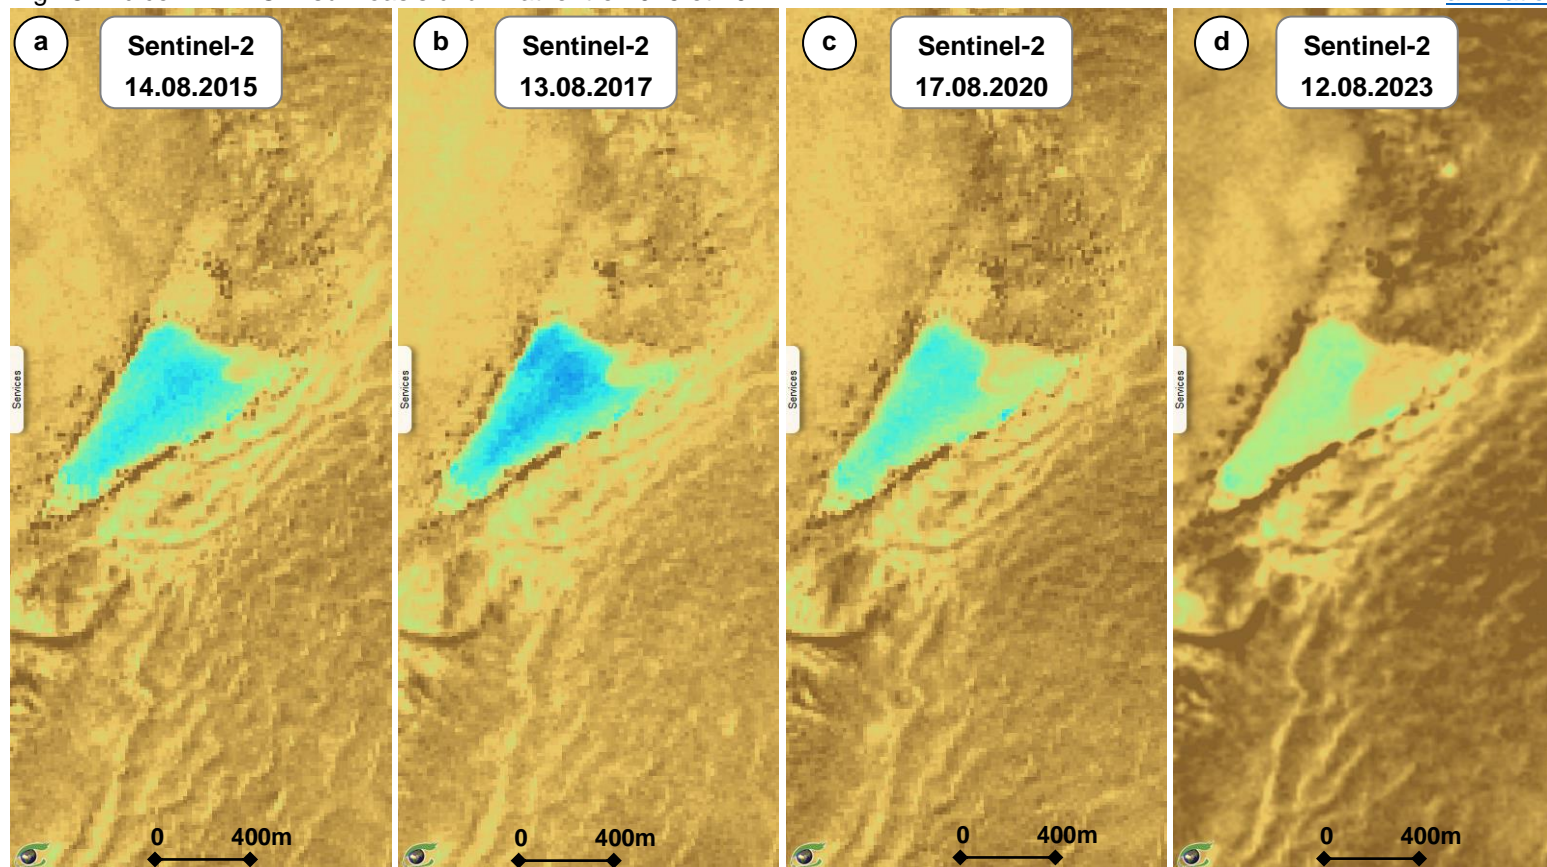 a
Sentinel-2
14.08.2015
b
Sentinel-2
13.08.2017
c
Sentinel-2
17.08.2020
d
Sentinel-2
12.08.2023
Services
Services
Services
Services
0 400m
0 400m
0 400m
0 400m